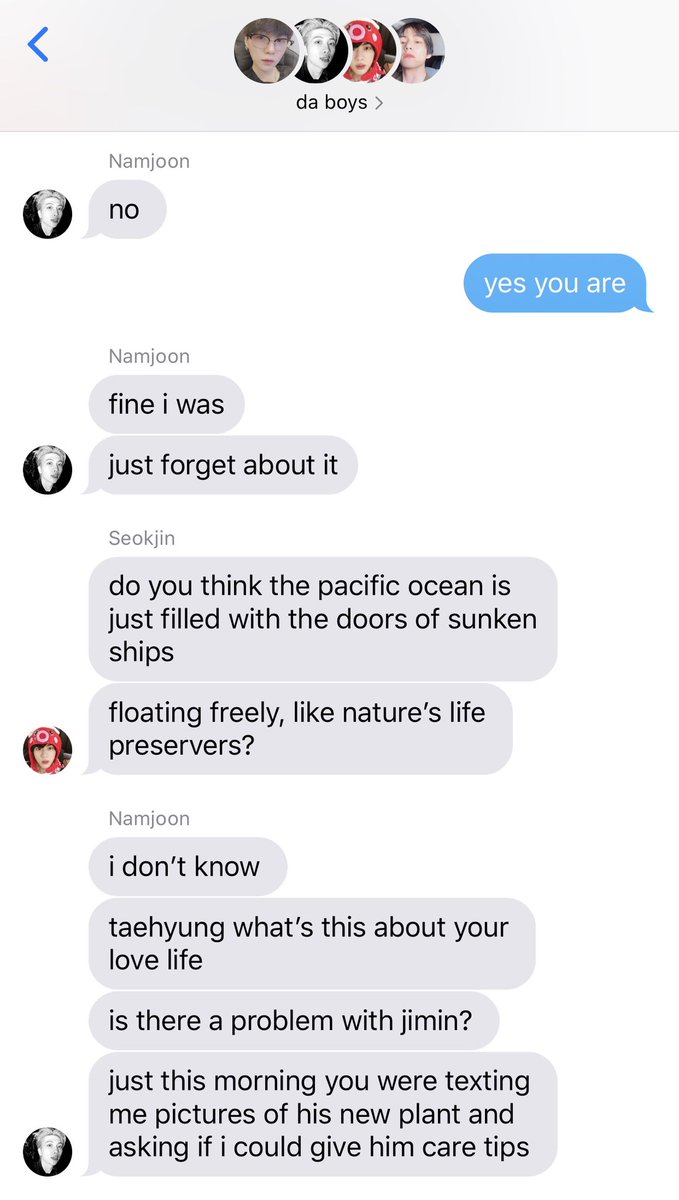 da boys
Namjoon
no
yes you are
Namjoon
fine i was
just forget about it
Seokjin
do you think the pacific ocean is
just filled with the doors of sunken
ships
floating freely, like nature’s life
preservers?
Namjoon
i don’t know
taehyung what’s this about your
love life
is there a problem with jimin?
just this morning you were texting
me pictures of his new plant and
asking if i could give him care tips